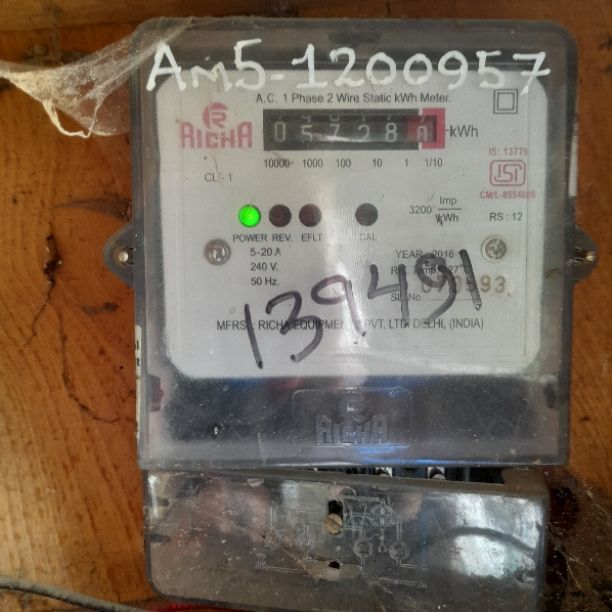 Am5-1200957
A.C. 1 Phase 2 Wire Static kWh Meter.
RICHA
05728 kWh
10000 1000 100 10 1 1/10
IS: 13779
ISI
CL-1
3200 Imp/kWh
RS: 12
POWER REV. EFLT CAL
5-20 A
240 V.
50 Hz.
YEAR 2016
139491
MFRS.: RICHA EQUIPMENTS PVT. LTD. DELHI, (INDIA)
RICHA